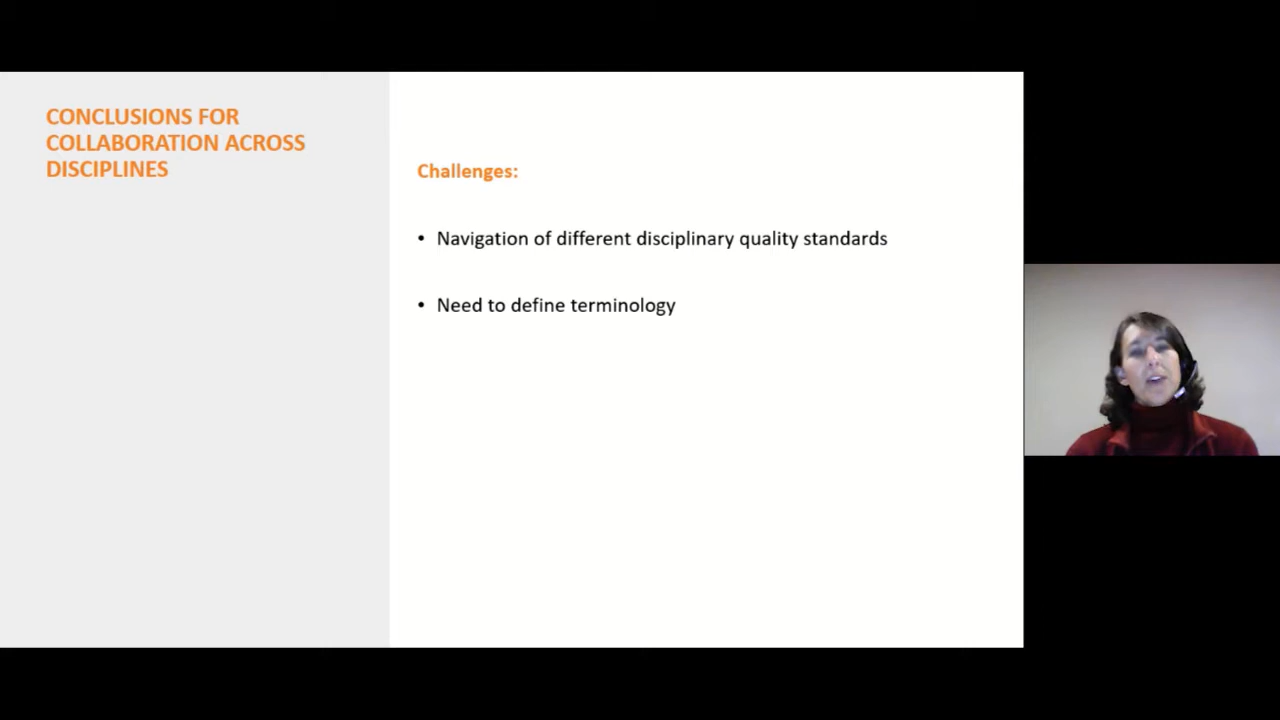 CONCLUSIONS FOR
COLLABORATION ACROSS
DISCIPLINES
Challenges:
• Navigation of different disciplinary quality standards
• Need to define terminology